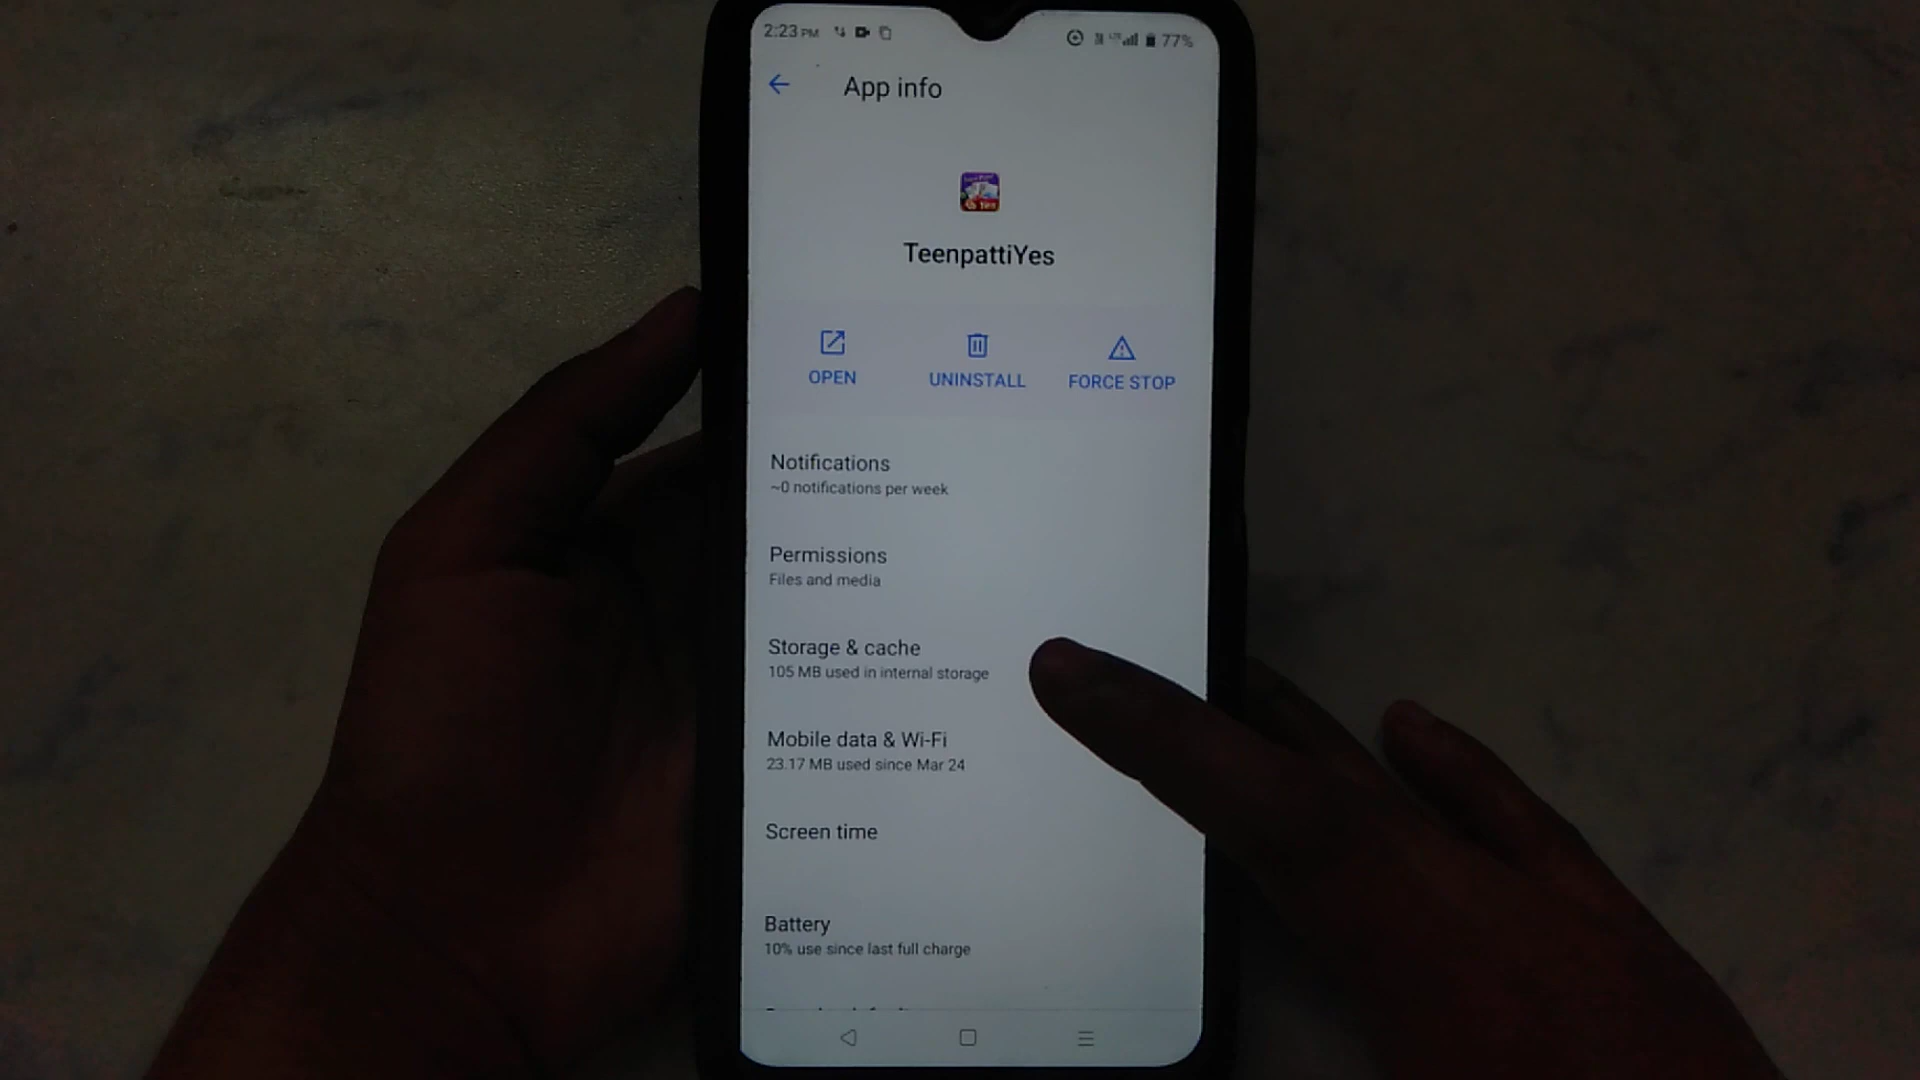 2:23 PM
77%
App info
TeenpattiYes
OPEN
UNINSTALL
FORCE STOP
Notifications
~0 notifications per week
Permissions
Files and media
Storage & cache
105 MB used in internal storage
Mobile data & Wi-Fi
23.17 MB used since Mar 24
Screen time
Battery
10% use since last full charge